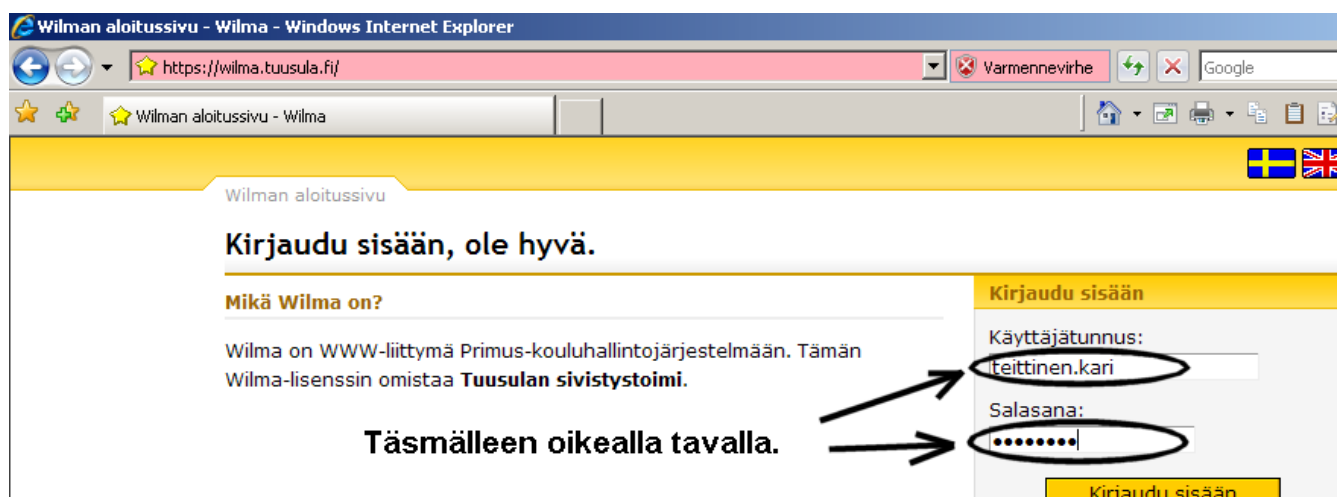 Wilman aloitussivu - Wilma - Windows Internet Explorer
https://wilma.tuusula.fi/
Varmennevirhe
Google
Wilman aloitussivu - Wilma
Wilman aloitussivu
Kirjaudu sisään, ole hyvä.
Mikä Wilma on?
Wilma on WWW-liittymä Primus-kouluhallintojärjestelmään. Tämän
Wilma-lisenssin omistaa Tuusulan sivistystoimi.
Täsmälleen oikealla tavalla.
Kirjaudu sisään
Käyttäjätunnus:
teittinen.kari
Salasana:
••••••••
Kirjaudu sisään